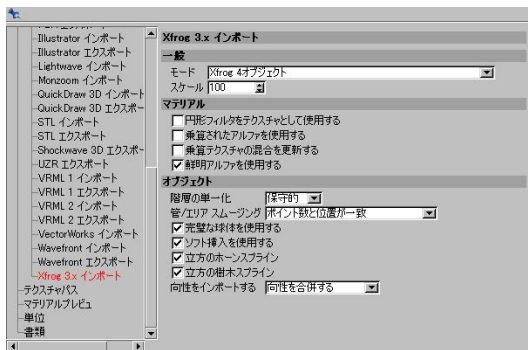 Illustrator インポート
Illustrator エクスポート
Lightwave インポート
Monzoom インポート
QuickDraw 3D インポート
QuickDraw 3D エクスポー
STL インポート
STL エクスポート
Shockwave 3D エクスポー
UZR エクスポート
VRML 1 インポート
VRML 1 エクスポート
VRML 2 インポート
VRML 2 エクスポート
VectorWorks インポート
Wavefront インポート
Wavefront エクスポート
Xfrog 3.x インポート
テクスチャパス
マテリアルプレビュ
単位
書類
Xfrog 3.x インポート
一般
モード Xfrog 4オブジェクト
スケール 100
マテリアル
円形フィルタをテクスチャとして使用する
乗算されたアルファを使用する
乗算テクスチャの混合を更新する
鮮明アルファを使用する
オブジェクト
階層の単一化 保守的
管/エリア スムージング ポイント数と位置が一致
完璧な球体を使用する
ソフト挿入を使用する
立方のホーンスプライン
立方の樹木スプライン
向性をインポートする 向性を合併する